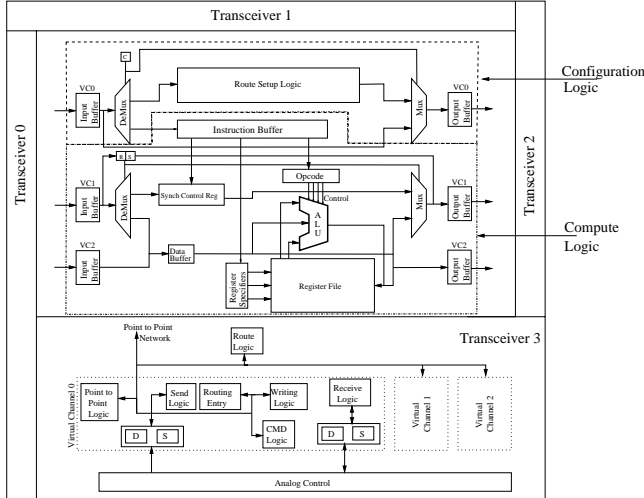 Transceiver 1
Transceiver 0
Transceiver 2
C
VC0
Input
Buffer
DeMux
Route Setup Logic
Mux
VC0
Output
Buffer
Configuration
Logic
Instruction Buffer
R S
VC1
Input
Buffer
DeMux
Synch Control Reg
Opcode
Control
A
L
U
Mux
VC1
Output
Buffer
Compute
Logic
VC2
Input
Buffer
Data
Buffer
Register
Specifiers
Register File
VC2
Output
Buffer
Transceiver 3
Point to Point
Network
Route
Logic
Virtual Channel 0
Point to
Point
Logic
Send
Logic
Routing
Entry
Writing
Logic
Receive
Logic
CMD
Logic
D S
D S
Virtual
Channel 1
Virtual
Channel 2
Analog Control